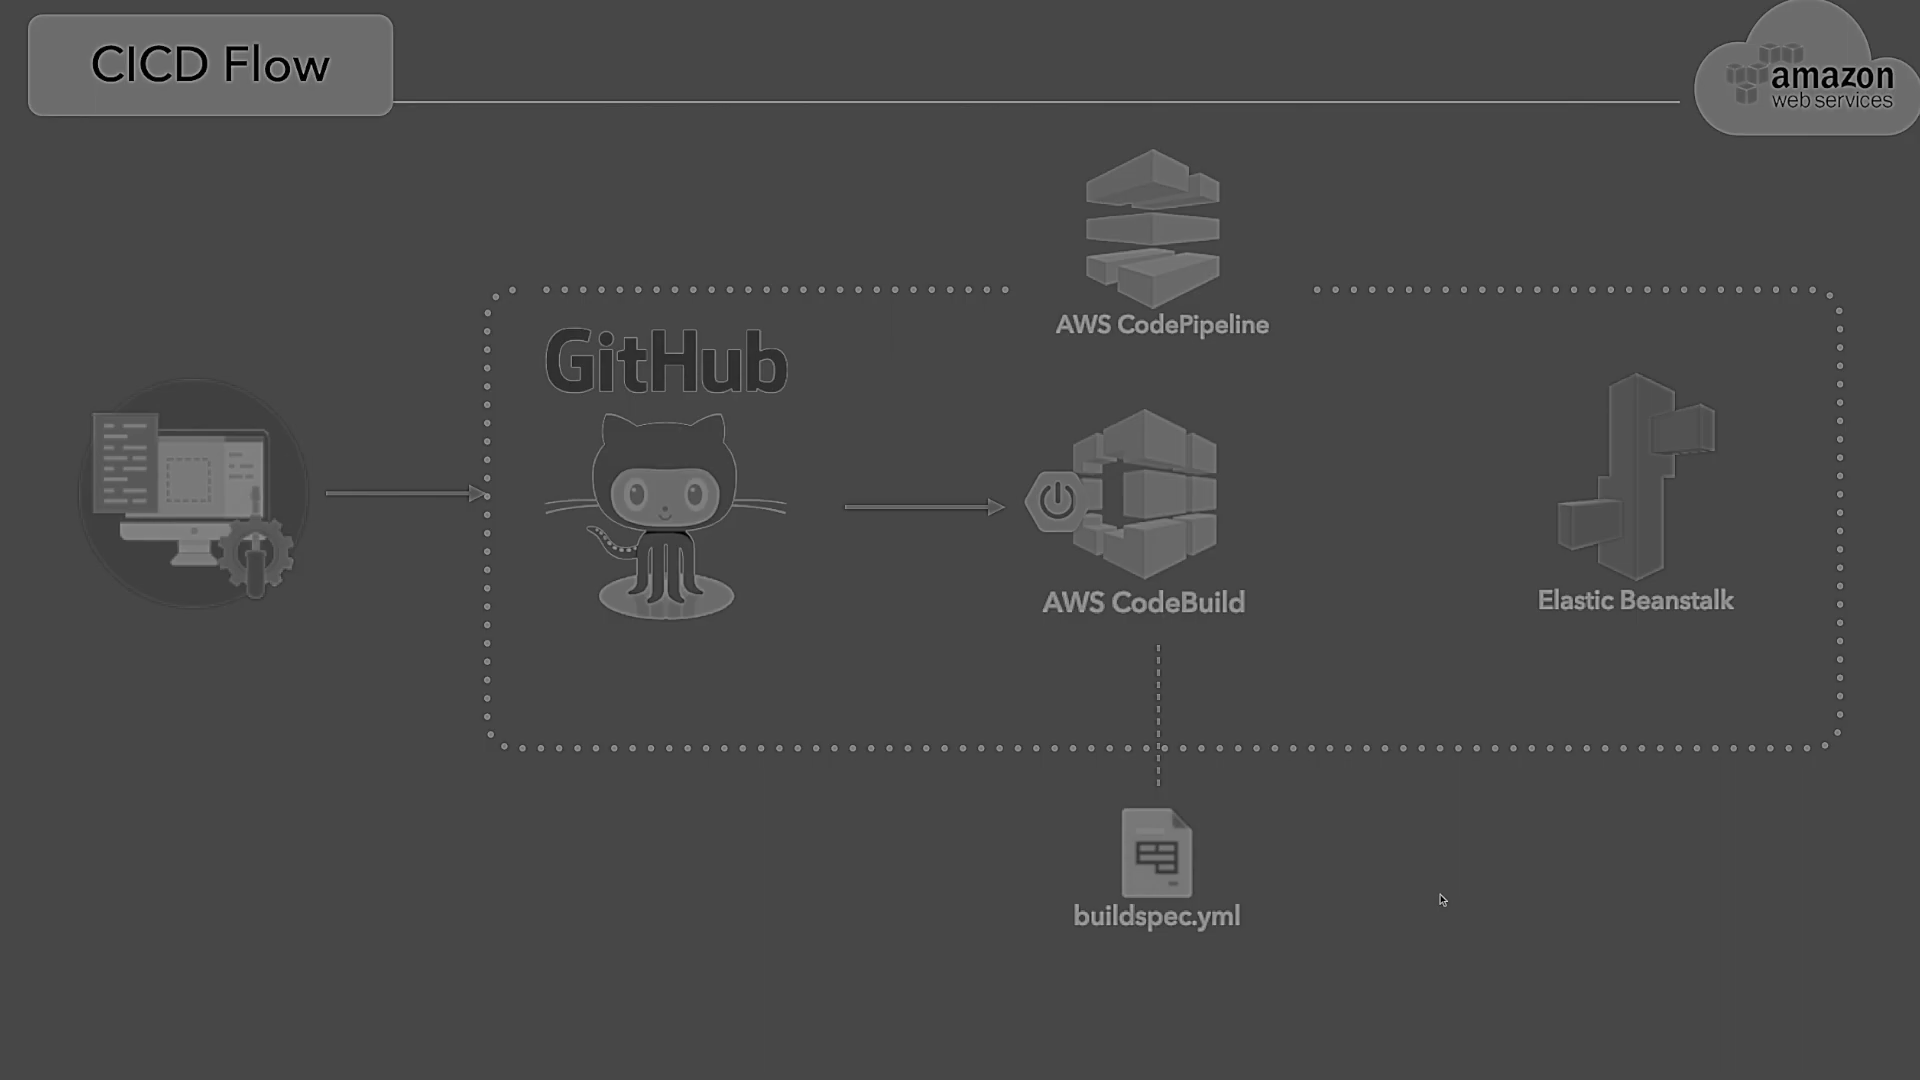 CICD Flow
amazon
web services
AWS CodePipeline
GitHub
AWS CodeBuild
Elastic Beanstalk
buildspec.yml